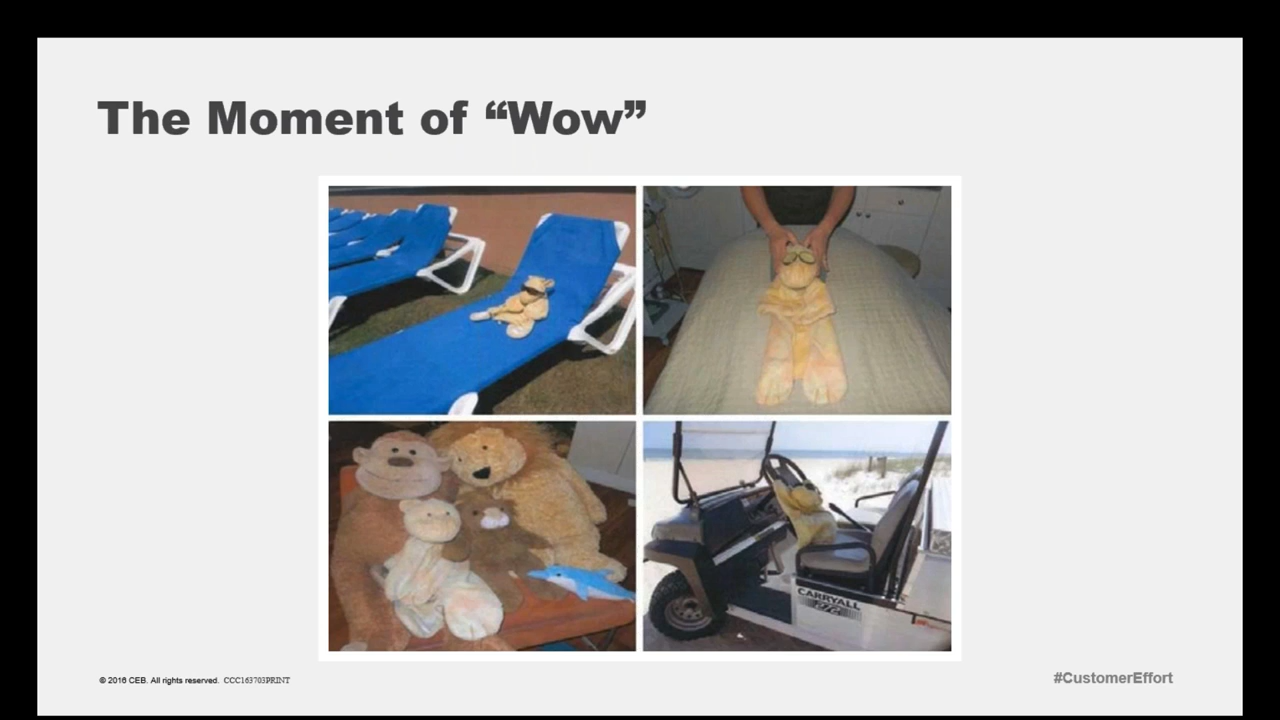 The Moment of “Wow”
CARRYALL
© 2016 CEB. All rights reserved. CCC163703PRINT
#CustomerEffort